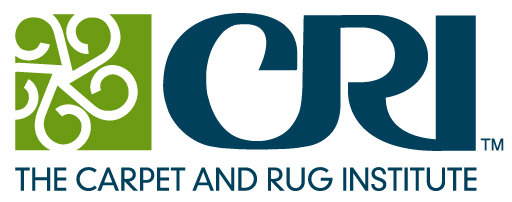 CRI™
THE CARPET AND RUG INSTITUTE